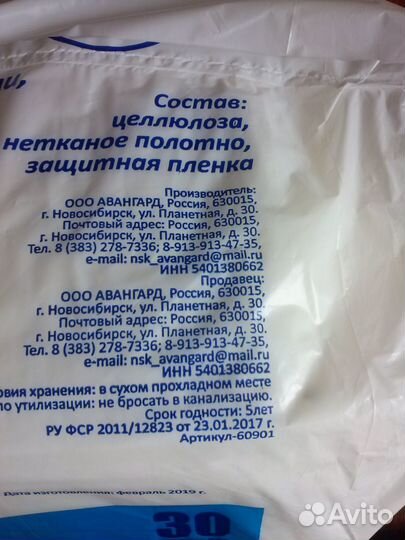 Состав:
целлюлоза,
нетканое полотно,
защитная пленка
Производитель:
ООО АВАНГАРД, Россия, 630015,
г. Новосибирск, ул. Планетная, д. 30.
Почтовый адрес: Россия, 630015,
г. Новосибирск, ул. Планетная, д. 30.
Тел. 8 (383) 278-7336; 8-913-913-47-35,
e-mail: nsk_avangard@mail.ru
ИНН 5401380662
Продавец:
ООО АВАНГАРД, Россия, 630015,
г. Новосибирск, ул. Планетная, д. 30.
Почтовый адрес: Россия, 630015,
г. Новосибирск, ул. Планетная, д. 30.
Тел. 8 (383) 278-7336; 8-913-913-47-35,
e-mail: nsk_avangard@mail.ru
ИНН 5401380662
хранения: в сухом прохладном месте
по утилизации: не бросать в канализацию.
Срок годности: 5лет
РУ ФСР 2011/12823 от 23.01.2017 г.
Артикул-60901
Дата изготовления: февраль 2019 г.
30
Avito